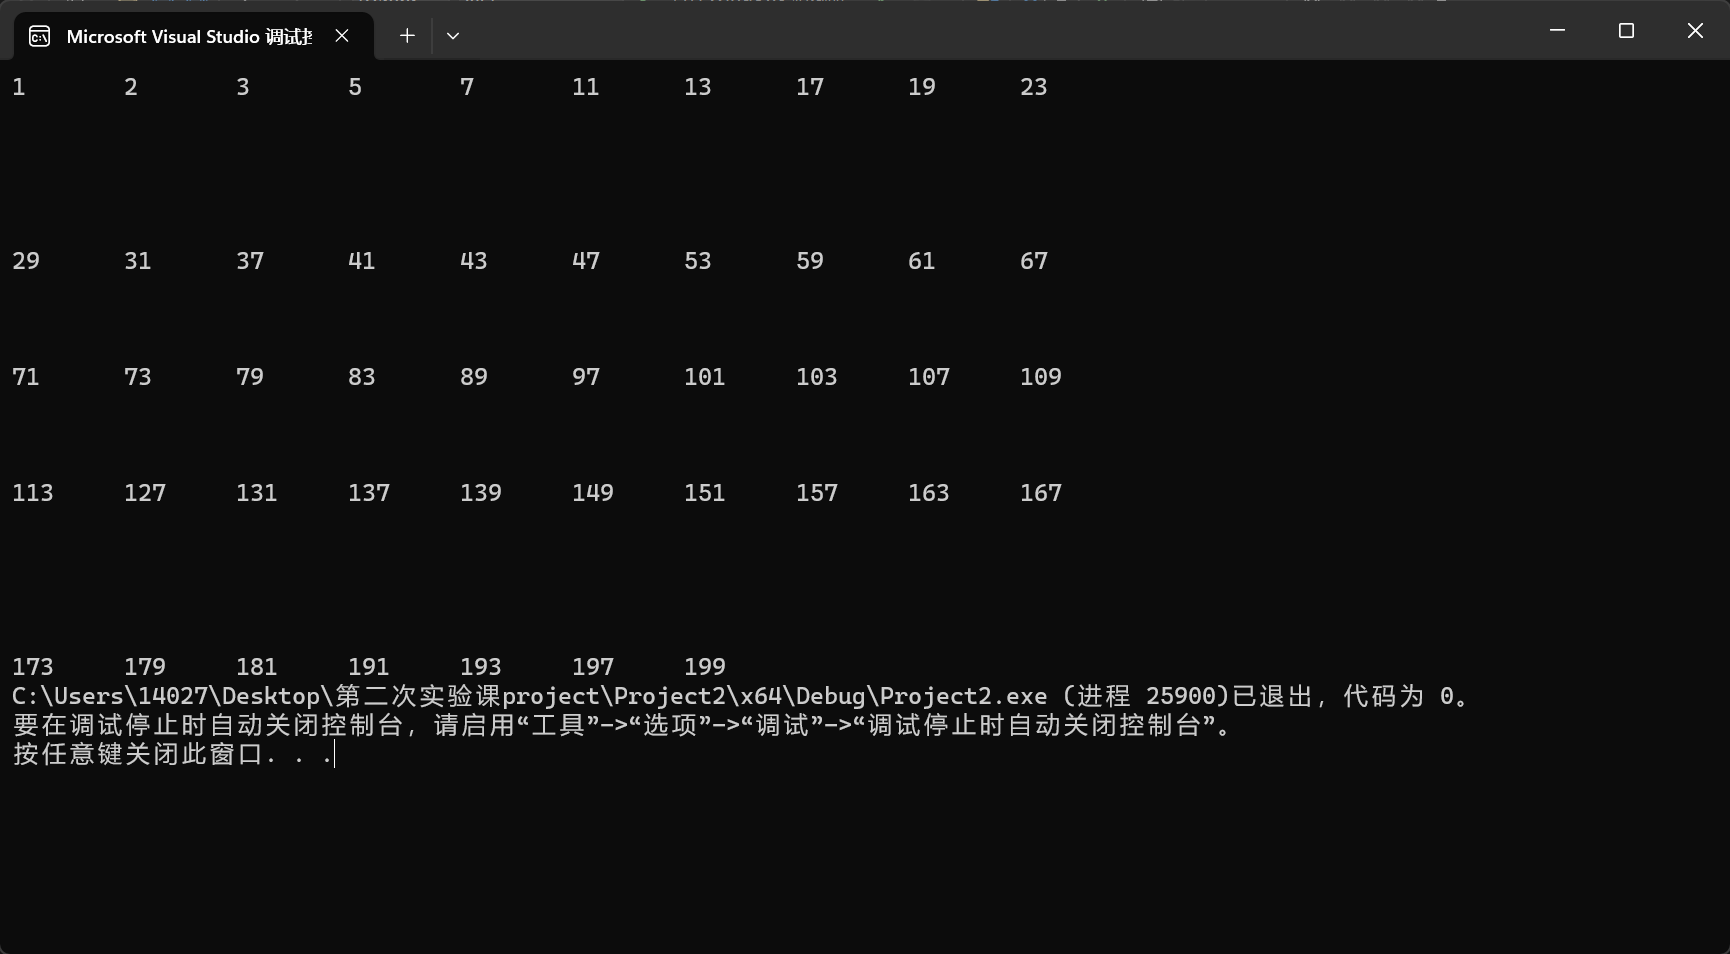 Microsoft Visual Studio 调试
1 2 3 5 7 11 13 17 19 23
29 31 37 41 43 47 53 59 61 67
71 73 79 83 89 97 101 103 107 109
113 127 131 137 139 149 151 157 163 167
173 179 181 191 193 197 199
C:\Users\14027\Desktop\第二次实验课project\Project2\x64\Debug\Project2.exe (进程 25900)已退出，代码为 0。
要在调试停止时自动关闭控制台，请启用“工具”->“选项”->“调试”->“调试停止时自动关闭控制台”。
按任意键关闭此窗口. . .